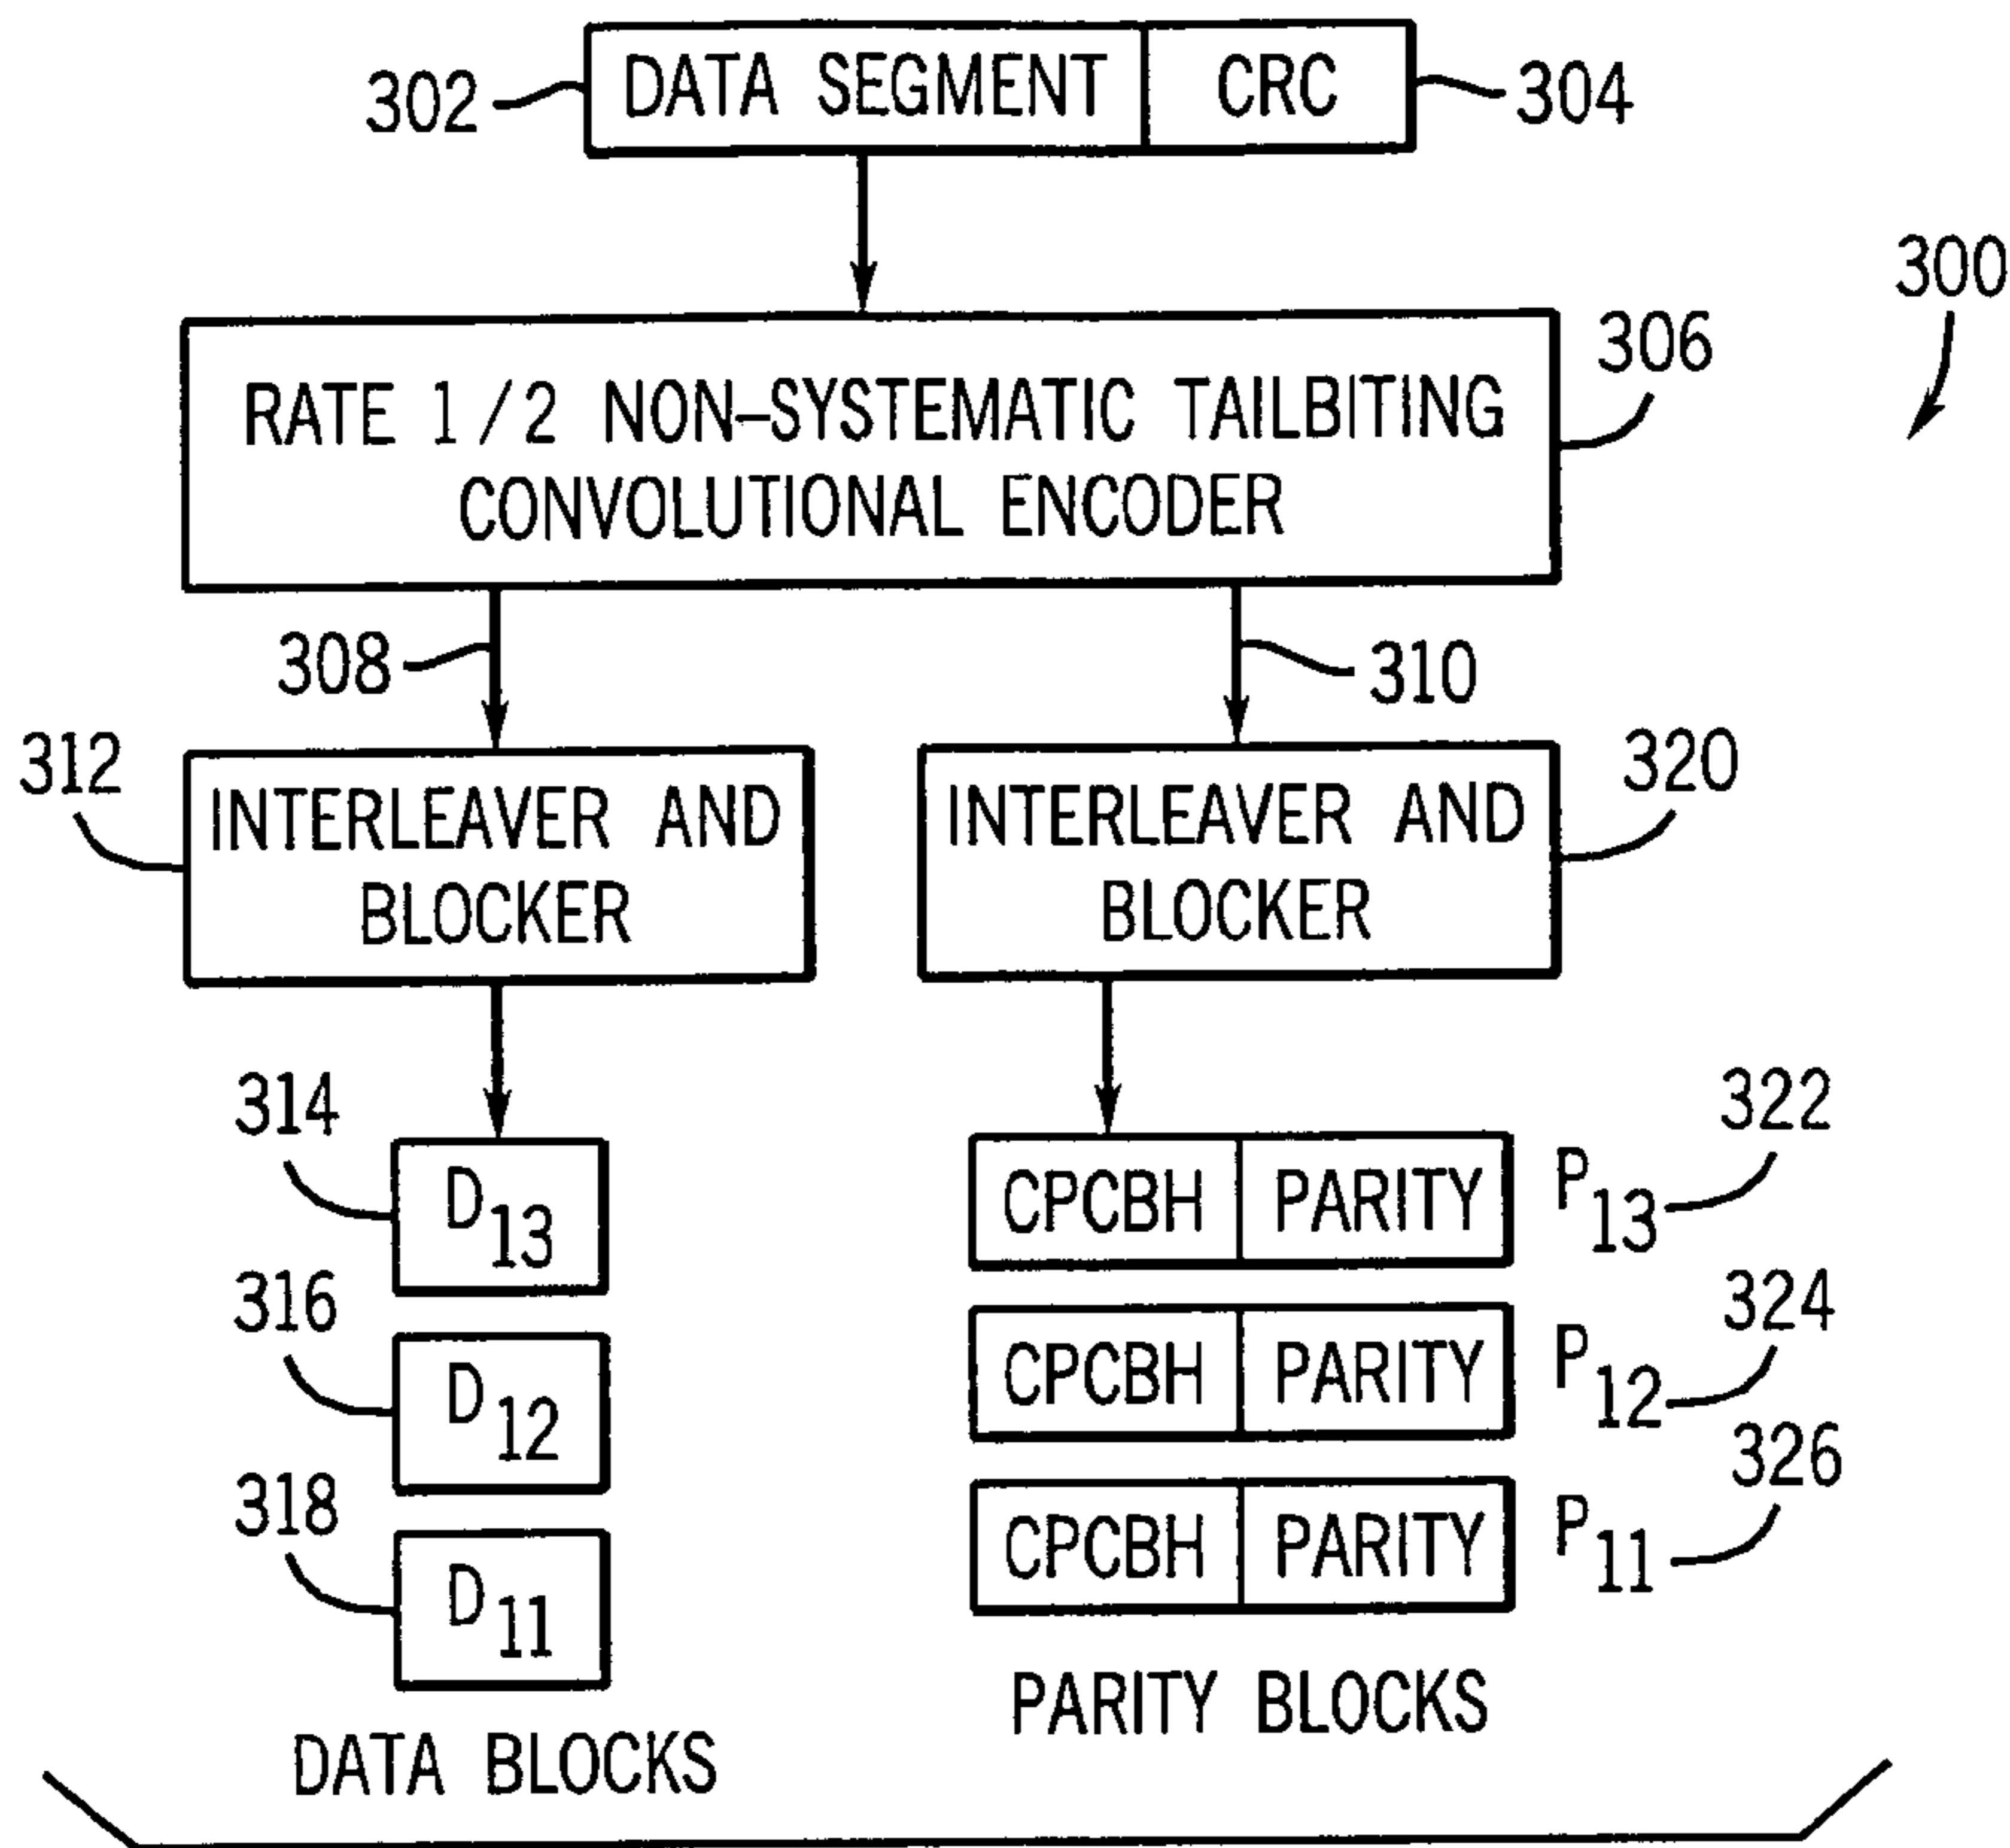 302 DATA SEGMENT CRC 304
300
306
RATE 1/2 NON-SYSTEMATIC TAILBITING
CONVOLUTIONAL ENCODER
308 310
312 320
INTERLEAVER AND
BLOCKER
INTERLEAVER AND
BLOCKER
314 322
D13 CPCBH PARITY P13
316 324
D12 CPCBH PARITY P12
318 326
D11 CPCBH PARITY P11
DATA BLOCKS
PARITY BLOCKS